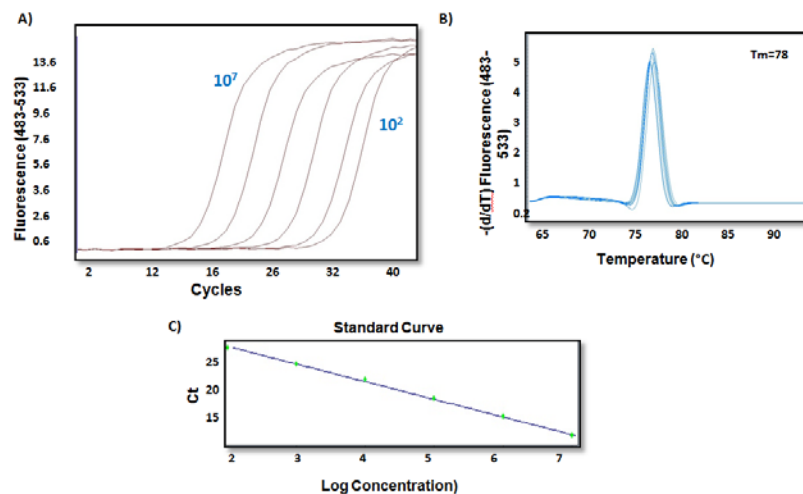 A)
Fluorescence (483-533)
13.6
11.6
9.6
7.6
5.6
3.6
2.6
0.6
10⁷
10²
2 12 16 26 32 40
Cycles
B)
-(d/dT) Fluorescence (483-
533)
5
4
3
2
1
0.2
Tm=78
65 70 75 80 85 90
Temperature (°C)
C)
Standard Curve
Ct
25
20
15
2 3 4 5 6 7
Log Concentration)